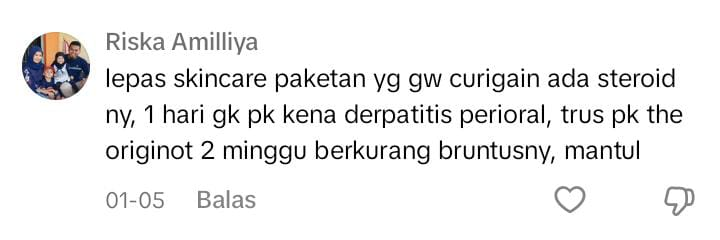 Riska Amilliya
lepas skincare paketan yg gw curigain ada steroid
ny, 1 hari gk pk kena derpatitis perioral, trus pk the
originot 2 minggu berkurang bruntusny, mantul
01-05 Balas